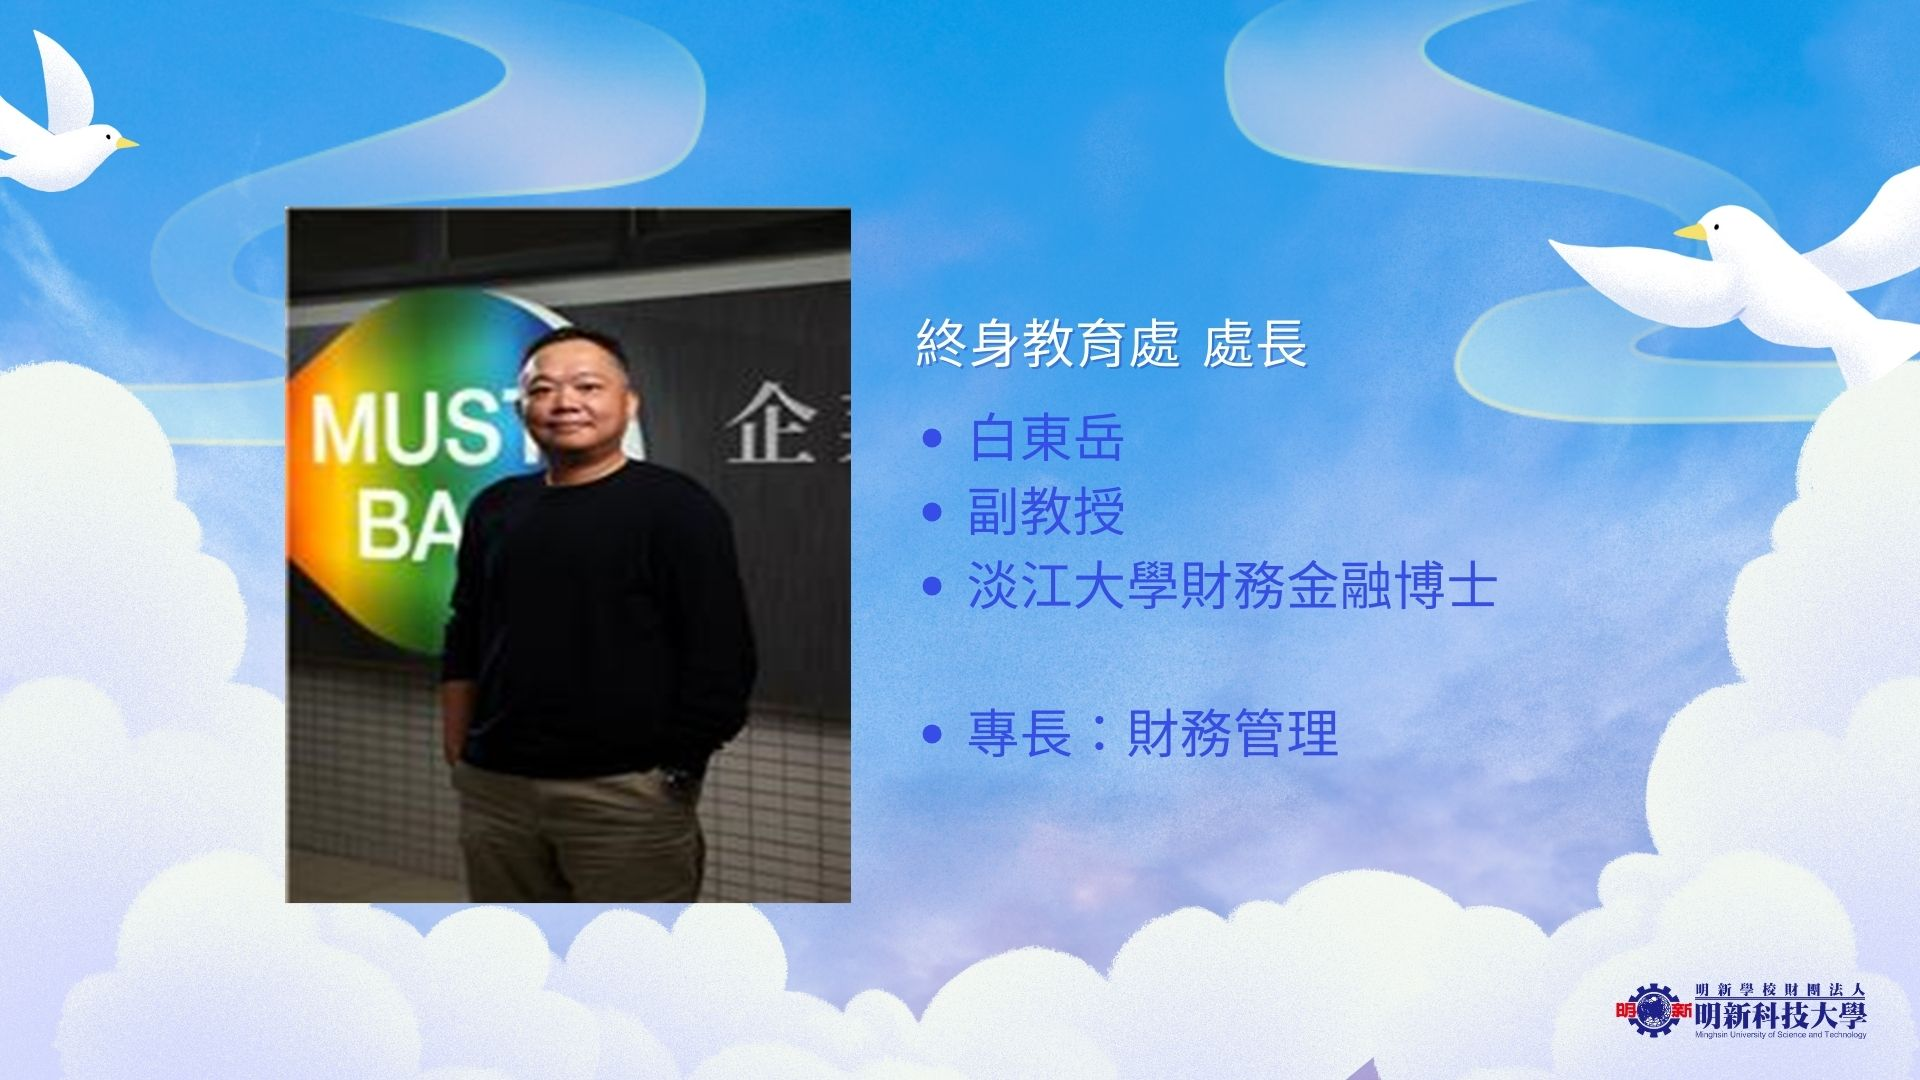 MUST
BA
企
終身教育處 處長
• 白東岳
• 副教授
• 淡江大學財務金融博士
• 專長：財務管理
明新
明新學校財團法人
明新科技大學
Minghsin University of Science and Technology